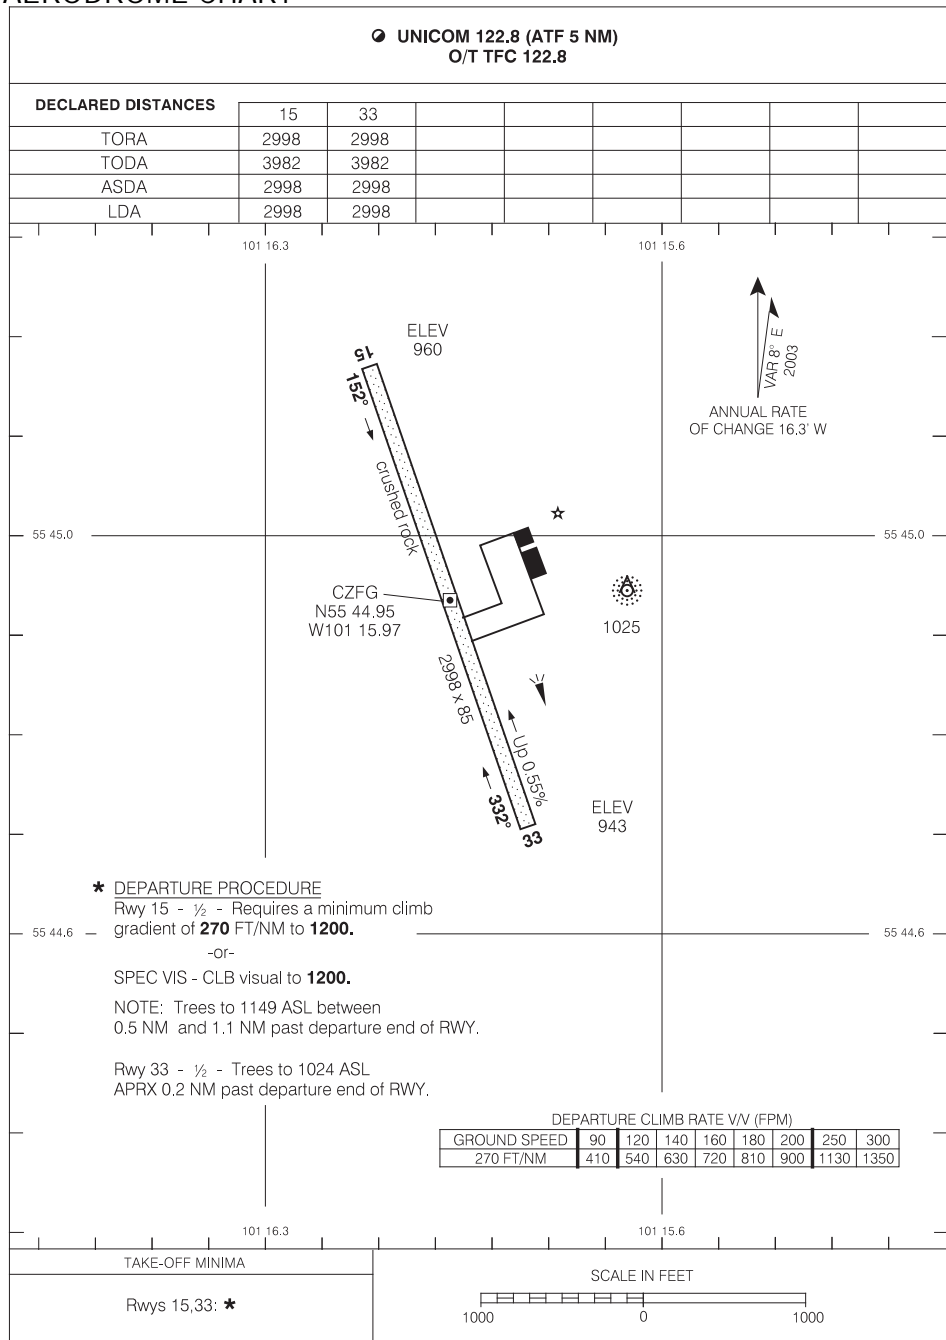 AERODROME CHART
UNICOM 122.8 (ATF 5 NM)
O/T TFC 122.8
DECLARED DISTANCES 15 33
TORA 2998 2998
TODA 3982 3982
ASDA 2998 2998
LDA 2998 2998
101 16.3 101 15.6
ELEV
960
15
152°
VAR 8° E
2003
ANNUAL RATE
OF CHANGE 16.3' W
crushed rock
55 45.0 55 45.0
CZFG
N55 44.95
W101 15.97
1025
2998 x 85
Up 0.55%
332°
ELEV
943
33
* DEPARTURE PROCEDURE
Rwy 15 - ½ - Requires a minimum climb
gradient of 270 FT/NM to 1200.
55 44.6 55 44.6
-or-
SPEC VIS - CLB visual to 1200.
NOTE: Trees to 1149 ASL between
0.5 NM and 1.1 NM past departure end of RWY.
Rwy 33 - ½ - Trees to 1024 ASL
APRX 0.2 NM past departure end of RWY.
DEPARTURE CLIMB RATE V/V (FPM)
GROUND SPEED 90 120 140 160 180 200 250 300
270 FT/NM 410 540 630 720 810 900 1130 1350
101 16.3 101 15.6
TAKE-OFF MINIMA
Rwys 15,33: *
SCALE IN FEET
1000 0 1000